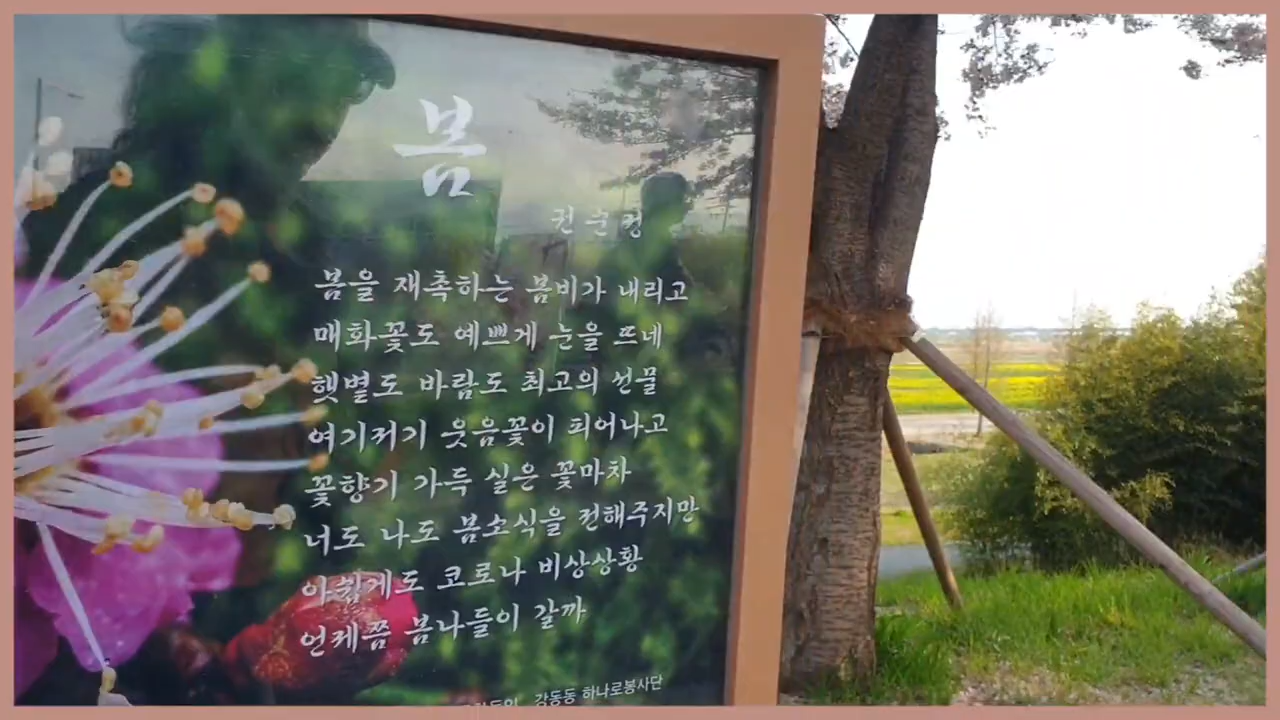 봄
권순경
봄을 재촉하는 봄비가 내리고
매화꽃도 예쁘게 눈을 뜨네
햇볕도 바람도 최고의 선물
여기저기 웃음꽃이 피어나고
꽃향기 가득 실은 꽃마차
너도 나도 봄소식을 전해주지만
아쉽게도 코로나 비상상황
언제쯤 봄나들이 갈까
강동동 하나로봉사단